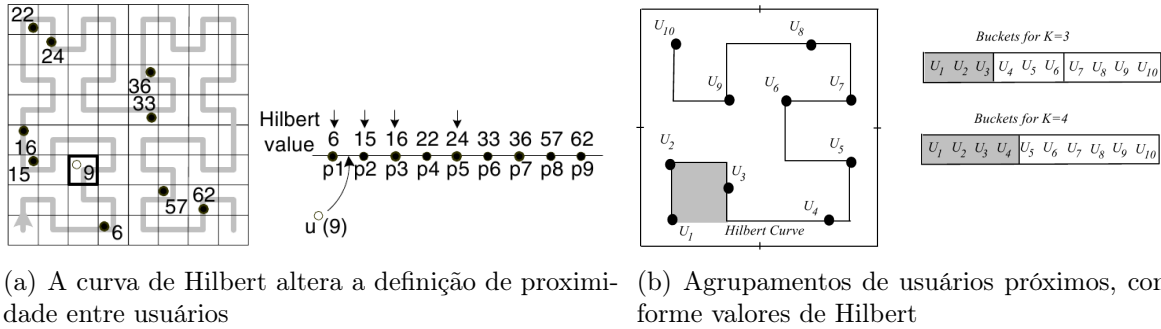 22
24
36
33
16
15
9
57
62
6
Hilbert
value
6 15 16 22 24 33 36 57 62
p1 p2 p3 p4 p5 p6 p7 p8 p9
u (9)
U10
U8
U9
U6
U7
U2
U3
U5
U4
U1
Hilbert Curve
Buckets for K=3
U1 U2 U3 U4 U5 U6 U7 U8 U9 U10
Buckets for K=4
U1 U2 U3 U4 U5 U6 U7 U8 U9 U10
(a) A curva de Hilbert altera a definição de proximi-
dade entre usuários
(b) Agrupamentos de usuários próximos, con
forme valores de Hilbert